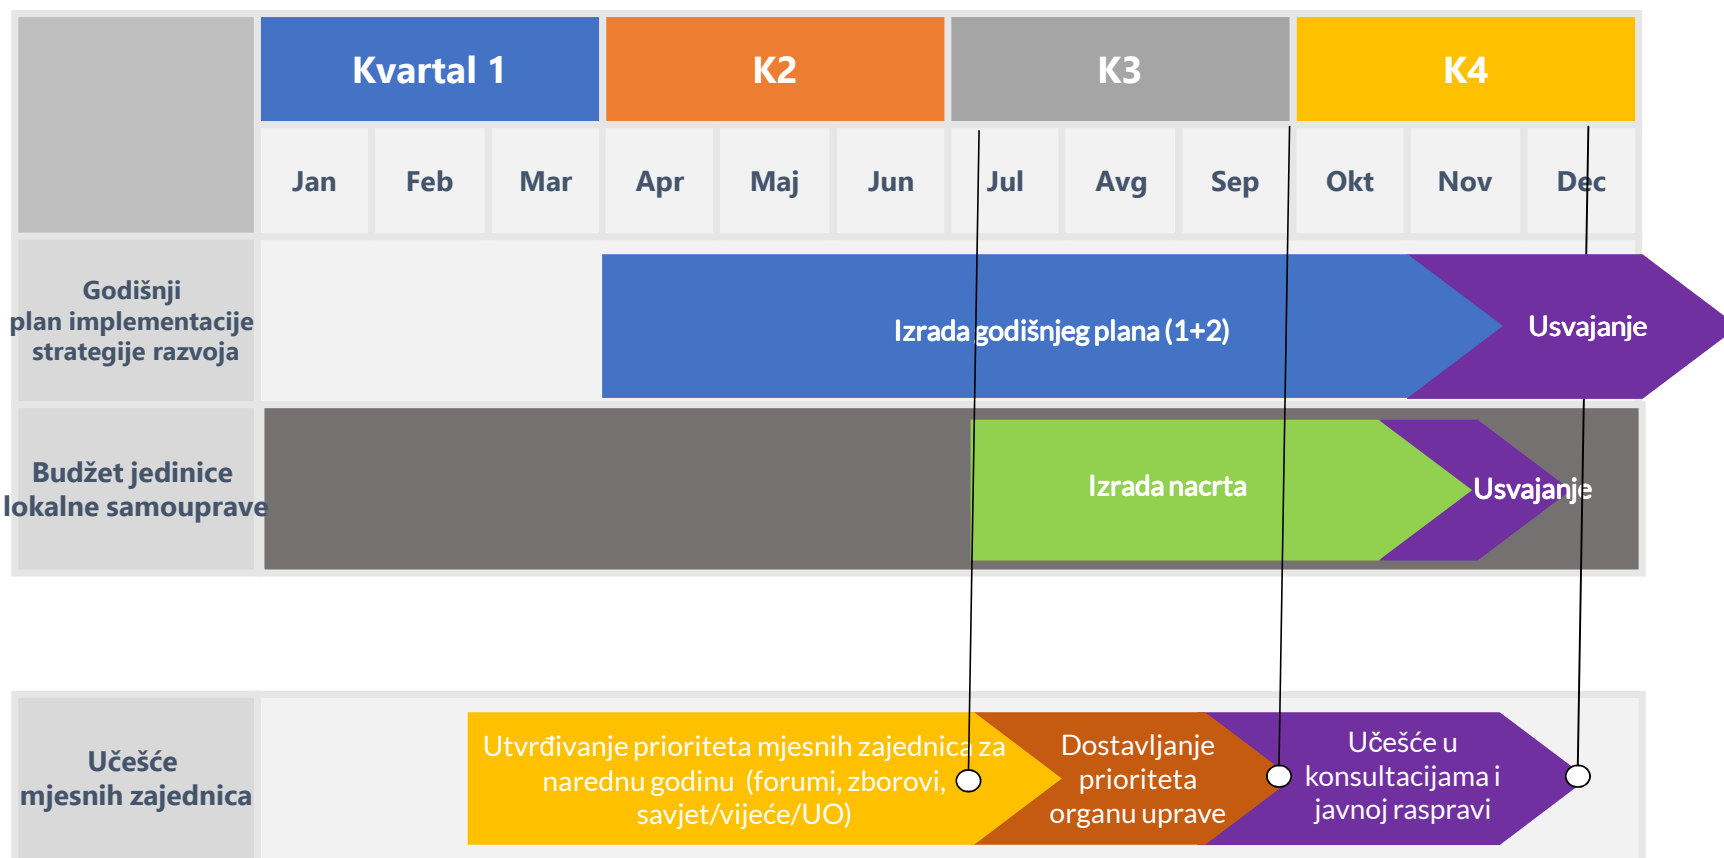 Kvartal 1
K2
K3
K4
Jan
Feb
Mar
Apr
Maj
Jun
Jul
Avg
Sep
Okt
Nov
Dec
Godišnji
plan implementacije
strategije razvoja
Izrada godišnjeg plana (1+2)
Usvajanje
Budžet jedinice
lokalne samouprave
Izrada nacrta
Usvajanje
Učešće
mjesnih zajednica
Utvrđivanje prioriteta mjesnih zajednica za
narednu godinu (forumi, zborovi,
savjet/vijeće/UO)
Dostavljanje
prioriteta
organu uprave
Učešće u
konsultacijama i
javnoj raspravi